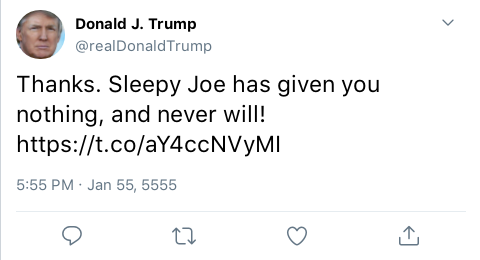 Donald J. Trump
@realDonaldTrump
Thanks. Sleepy Joe has given you
nothing, and never will!
https://t.co/aY4ccNVyMI
5:55 PM · Jan 55, 5555